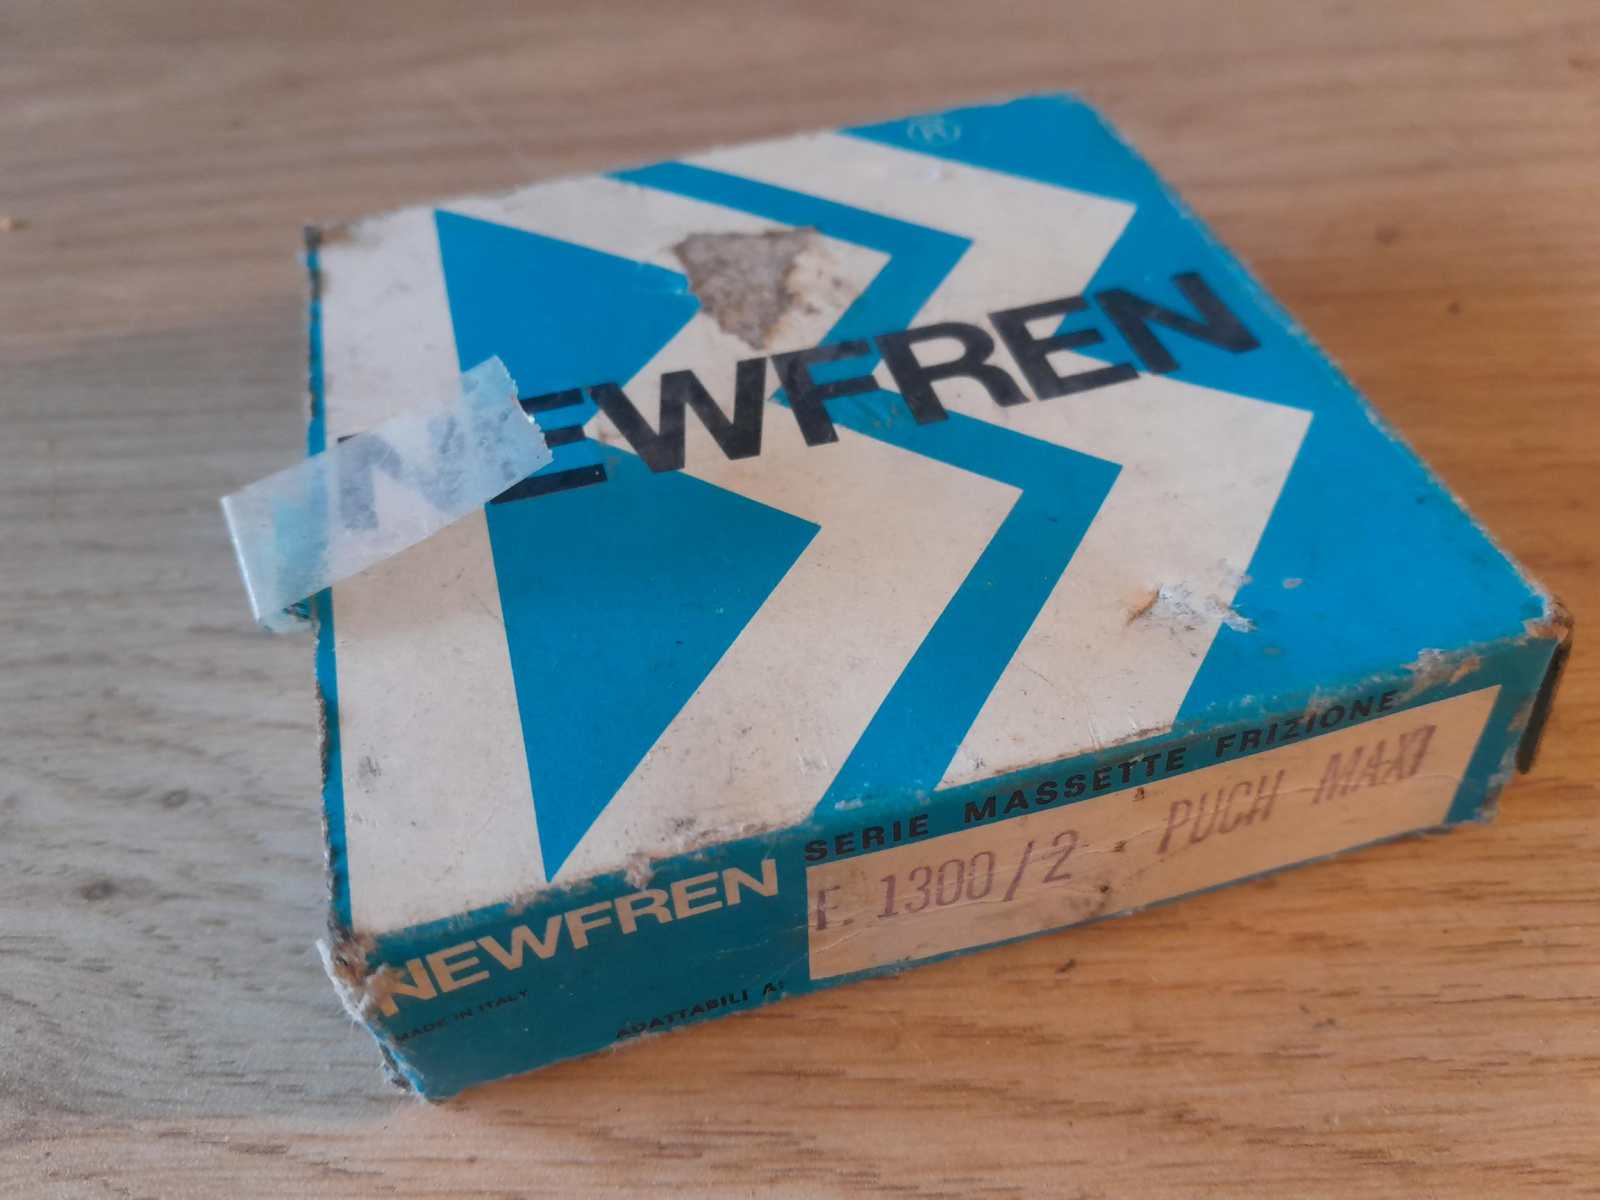 NEWFREN
NEWFREN
MADE IN ITALY
SERIE MASSETTE FRIZIONE
F. 1300/2 . PUCH MAXI
ADATTABILI A: